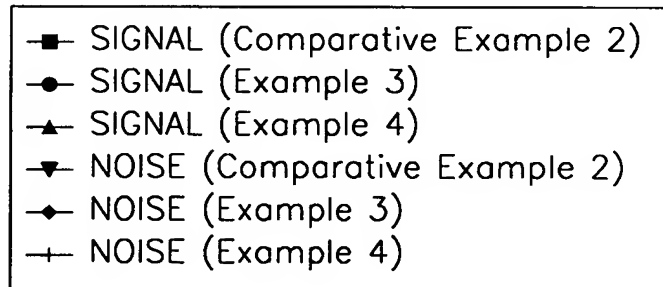 SIGNAL (Comparative Example 2)
SIGNAL (Example 3)
SIGNAL (Example 4)
NOISE (Comparative Example 2)
NOISE (Example 3)
NOISE (Example 4)